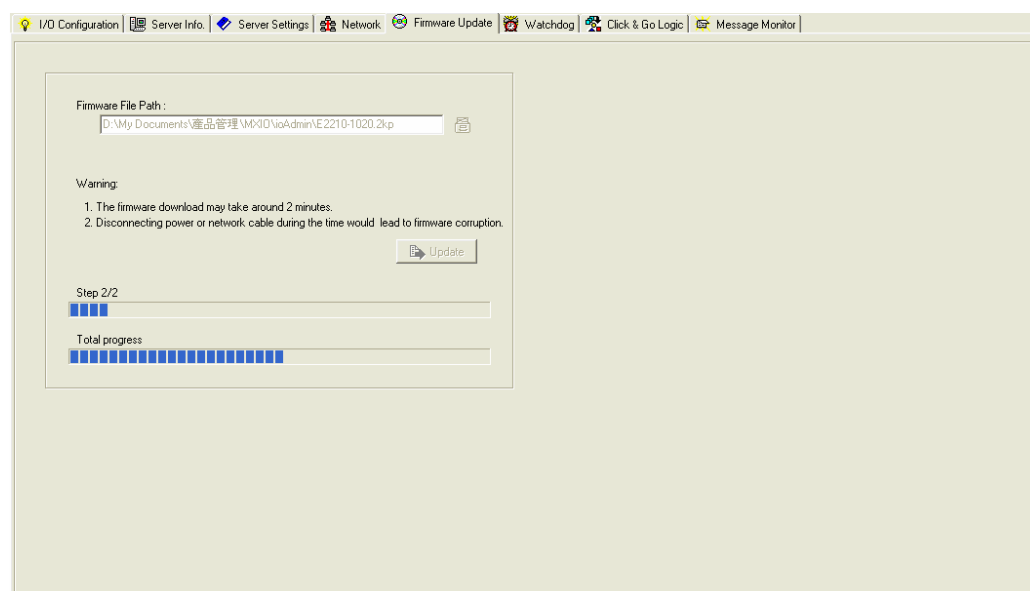 I/O Configuration Server Info. Server Settings Network Firmware Update Watchdog Click & Go Logic Message Monitor
Firmware File Path :
D:\My Documents\產品管理\MXIO\ioAdmin\E2210-1020.2kp
Warning:
1. The firmware download may take around 2 minutes.
2. Disconnecting power or network cable during the time would lead to firmware corruption.
Update
Step 2/2
Total progress